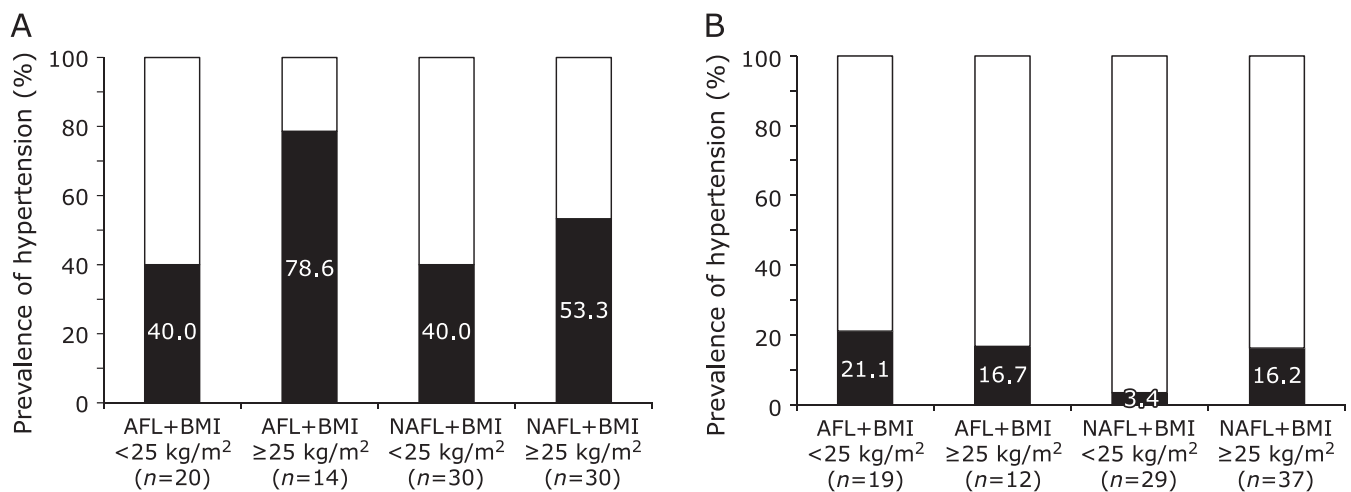 A
Prevalence of hypertension (%)
100
80
60
40
20
0
40.0
78.6
40.0
53.3
AFL+BMI
<25 kg/m²
(n=20)
AFL+BMI
≥25 kg/m²
(n=14)
NAFL+BMI
<25 kg/m²
(n=30)
NAFL+BMI
≥25 kg/m²
(n=30)
B
Prevalence of hypertension (%)
100
80
60
40
20
0
21.1
16.7
3.4
16.2
AFL+BMI
<25 kg/m²
(n=19)
AFL+BMI
≥25 kg/m²
(n=12)
NAFL+BMI
<25 kg/m²
(n=29)
NAFL+BMI
≥25 kg/m²
(n=37)